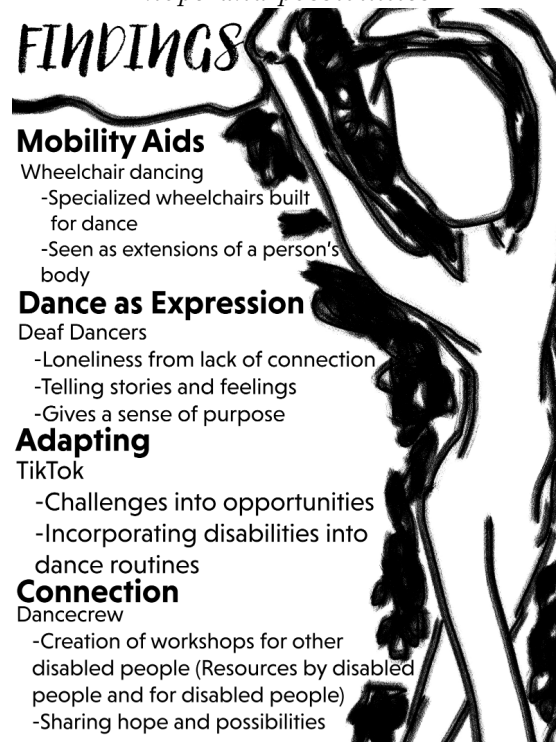 FINDINGS
Mobility Aids
Wheelchair dancing
-Specialized wheelchairs built
for dance
-Seen as extensions of a person's
body
Dance as Expression
Deaf Dancers
-Loneliness from lack of connection
-Telling stories and feelings
-Gives a sense of purpose
Adapting
TikTok
-Challenges into opportunities
-Incorporating disabilities into
dance routines
Connection
Dancecrew
-Creation of workshops for other
disabled people (Resources by disabled
people and for disabled people)
-Sharing hope and possibilities